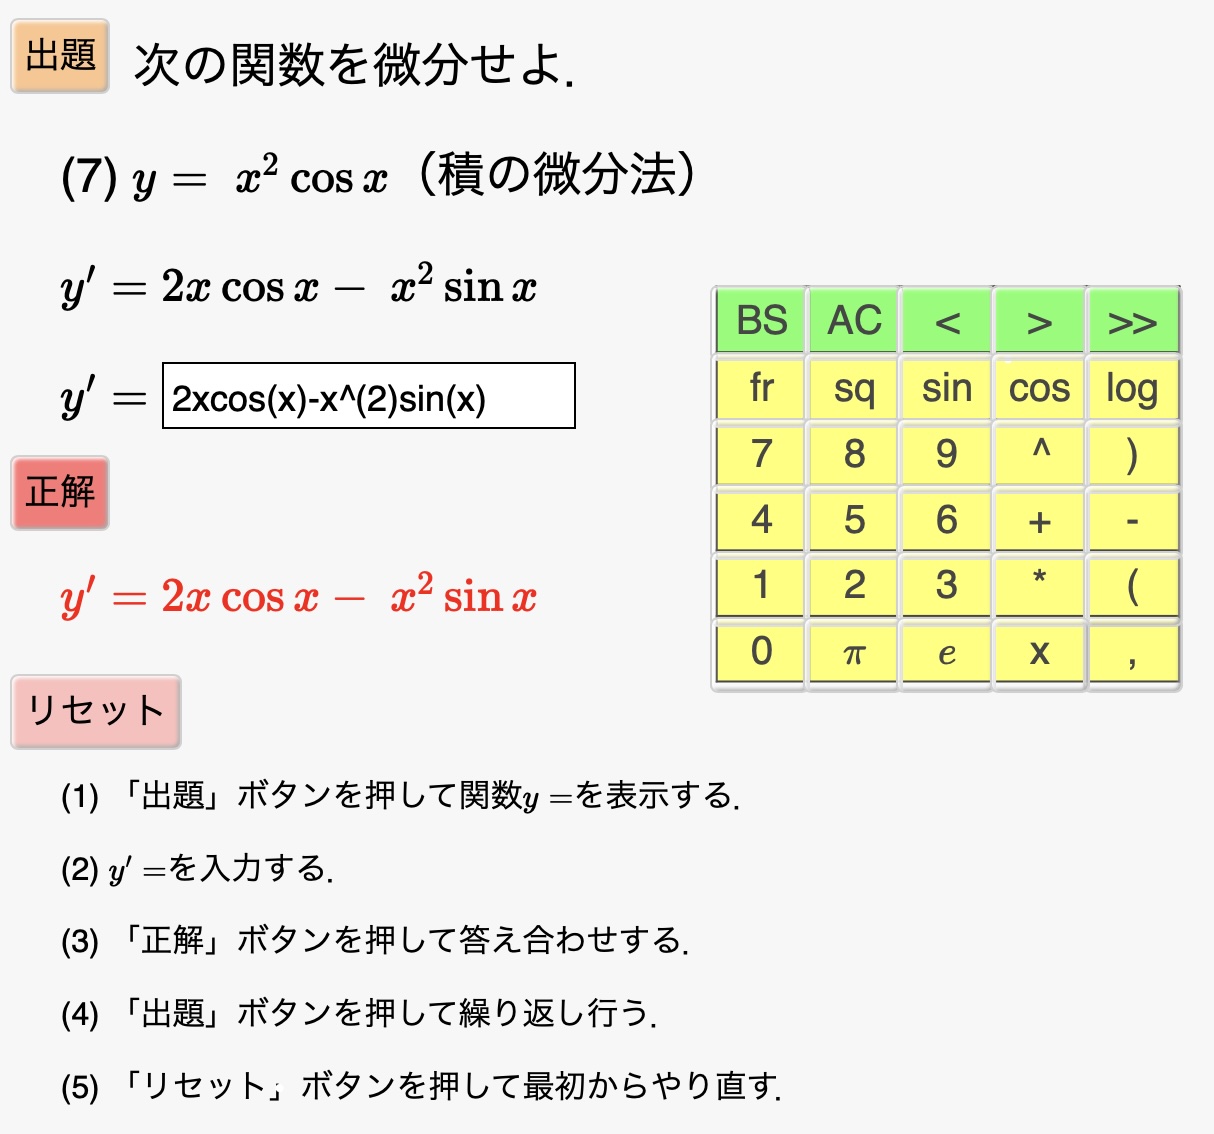 出題 次の関数を微分せよ.
(7) y = x² cos x（積の微分法）
y′ = 2x cos x − x² sin x
y′ = 2xcos(x)-x^(2)sin(x)
BS AC < > >>
fr sq sin cos log
7 8 9 ^ )
4 5 6 + -
1 2 3 * (
0 π e x ,
正解
y′ = 2x cos x − x² sin x
リセット
(1) 「出題」ボタンを押して関数y =を表示する.
(2) y′ =を入力する.
(3) 「正解」ボタンを押して答え合わせする.
(4) 「出題」ボタンを押して繰り返し行う.
(5) 「リセット」ボタンを押して最初からやり直す.